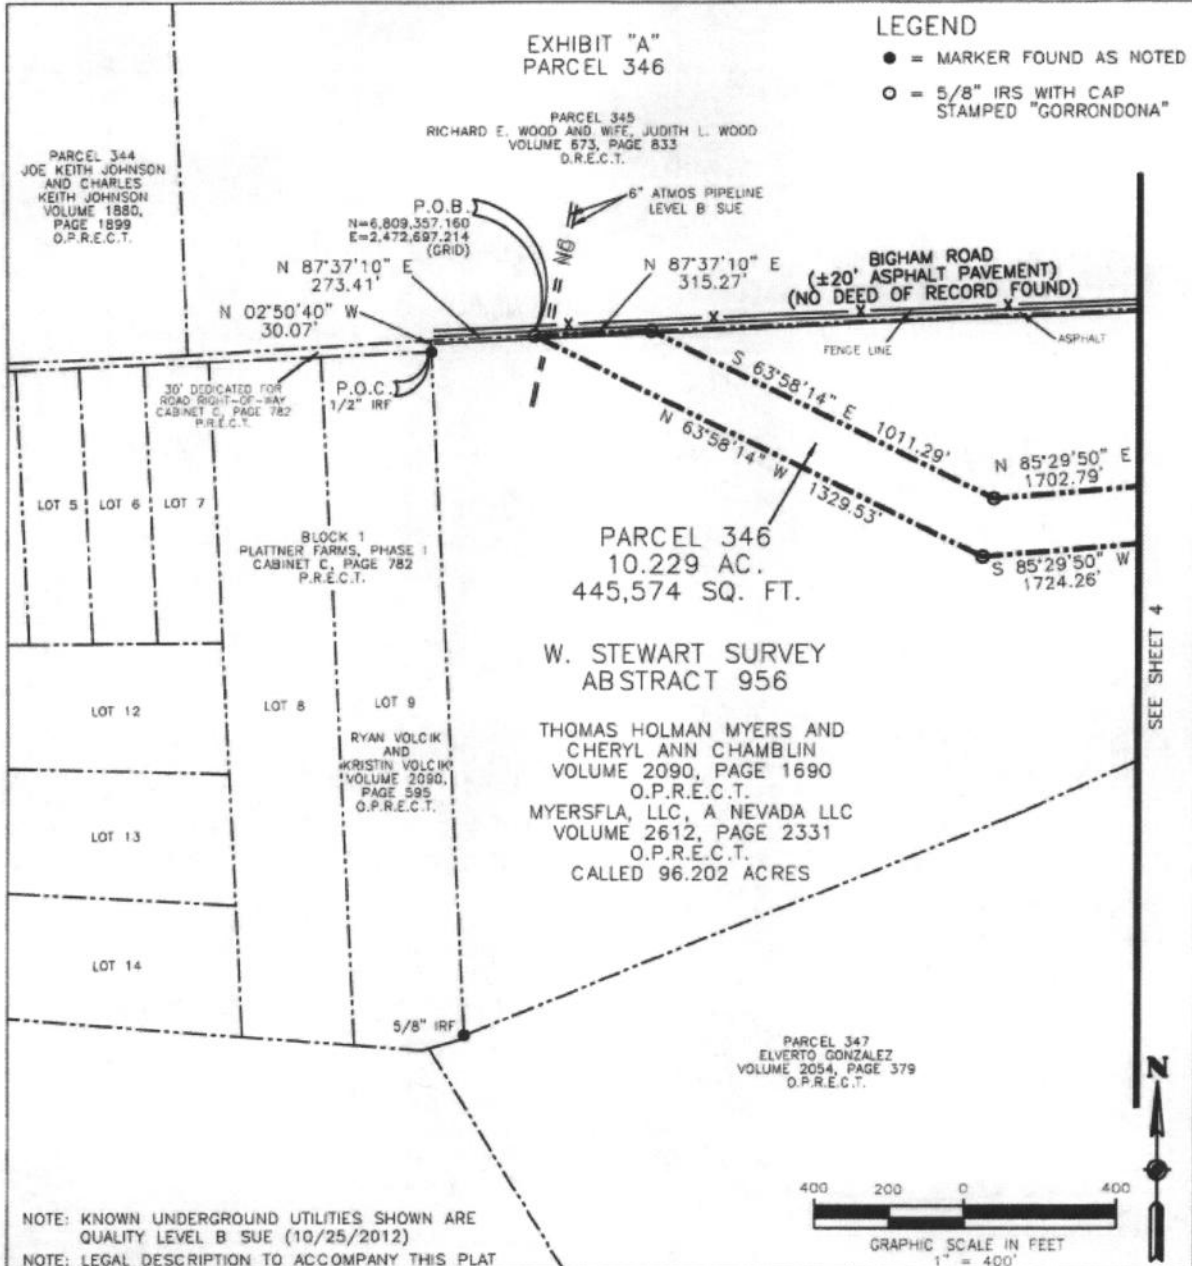 EXHIBIT "A"
PARCEL 346
LEGEND
● = MARKER FOUND AS NOTED
○ = 5/8" IRS WITH CAP
STAMPED "GORRONDONA"
PARCEL 344
JOE KEITH JOHNSON
AND CHARLES
KEITH JOHNSON
VOLUME 1880,
PAGE 1899
O.P.R.E.C.T.
PARCEL 345
RICHARD E. WOOD AND WIFE, JUDITH L. WOOD
VOLUME 673, PAGE 833
D.R.E.C.T.
6" ATMOS PIPELINE
LEVEL B SUE
P.O.B.
N=6,809,357.160
E=2,472,697.214
(GRID)
N 87°37'10" E
273.41'
N 02°50'40" W
30.07'
N 87°37'10" E
315.27'
BIGHAM ROAD
(±20' ASPHALT PAVEMENT)
(NO DEED OF RECORD FOUND)
X X X X
FENCE LINE
ASPHALT
30' DEDICATED FOR
ROAD RIGHT-OF-WAY
CABINET C, PAGE 782
P.R.E.C.T.
P.O.C.
1/2" IRF
S 63°58'14" E 1011.29'
N 63°58'14" W 1329.53'
N 85°29'50" E
1702.79'
S 85°29'50" W
1724.26'
LOT 5
LOT 6
LOT 7
BLOCK 1
PLATTNER FARMS, PHASE I
CABINET C, PAGE 782
P.R.E.C.T.
PARCEL 346
10.229 AC.
445,574 SQ. FT.
W. STEWART SURVEY
ABSTRACT 956
THOMAS HOLMAN MYERS AND
CHERYL ANN CHAMBLIN
VOLUME 2090, PAGE 1690
O.P.R.E.C.T.
MYERSFLA, LLC, A NEVADA LLC
VOLUME 2612, PAGE 2331
O.P.R.E.C.T.
CALLED 96.202 ACRES
SEE SHEET 4
LOT 12
LOT 8
LOT 9
RYAN VOLCIK
AND
KRISTIN VOLCIK
VOLUME 2090,
PAGE 595
O.P.R.E.C.T.
LOT 13
LOT 14
5/8" IRF
PARCEL 347
ELVERTO GONZALEZ
VOLUME 2054, PAGE 379
O.P.R.E.C.T.
N
400 200 0 400
GRAPHIC SCALE IN FEET
1" = 400'
NOTE: KNOWN UNDERGROUND UTILITIES SHOWN ARE
QUALITY LEVEL B SUE (10/25/2012)
NOTE: LEGAL DESCRIPTION TO ACCOMPANY THIS PLAT